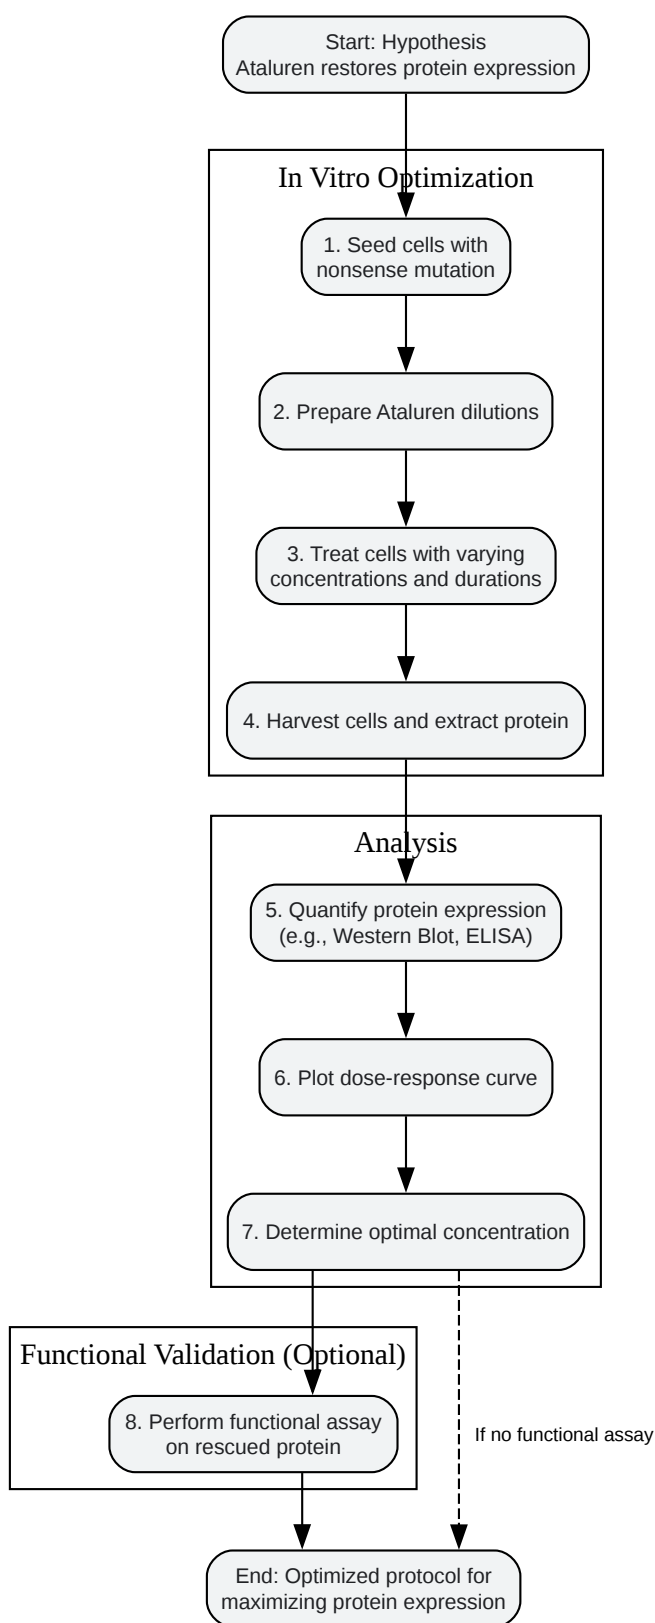 Start: Hypothesis
Ataluren restores protein expression
In Vitro Optimization
1. Seed cells with
nonsense mutation
2. Prepare Ataluren dilutions
3. Treat cells with varying
concentrations and durations
4. Harvest cells and extract protein
Analysis
5. Quantify protein expression
(e.g., Western Blot, ELISA)
6. Plot dose-response curve
7. Determine optimal concentration
Functional Validation (Optional)
8. Perform functional assay
on rescued protein
If no functional assay
End: Optimized protocol for
maximizing protein expression